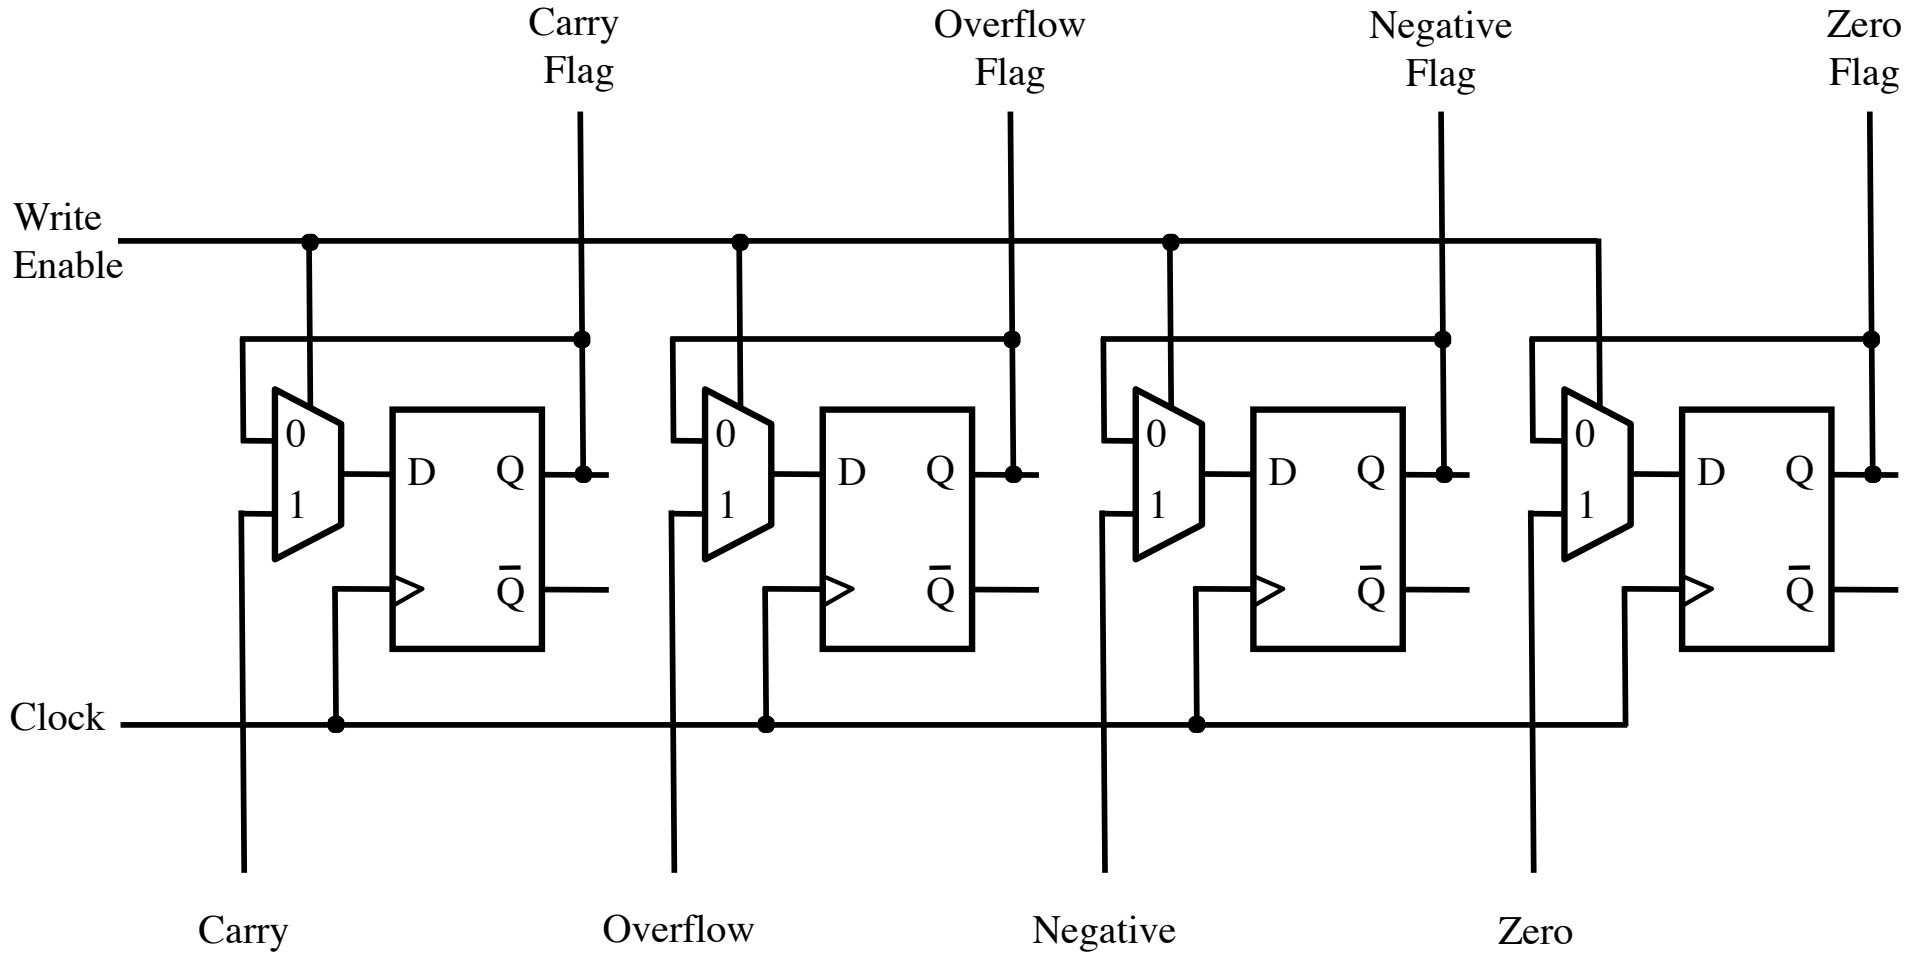 Carry
Flag
Overflow
Flag
Negative
Flag
Zero
Flag
Write
Enable
0
1
D
Q
Q̅
0
1
D
Q
Q̅
0
1
D
Q
Q̅
0
1
D
Q
Q̅
Clock
Carry
Overflow
Negative
Zero